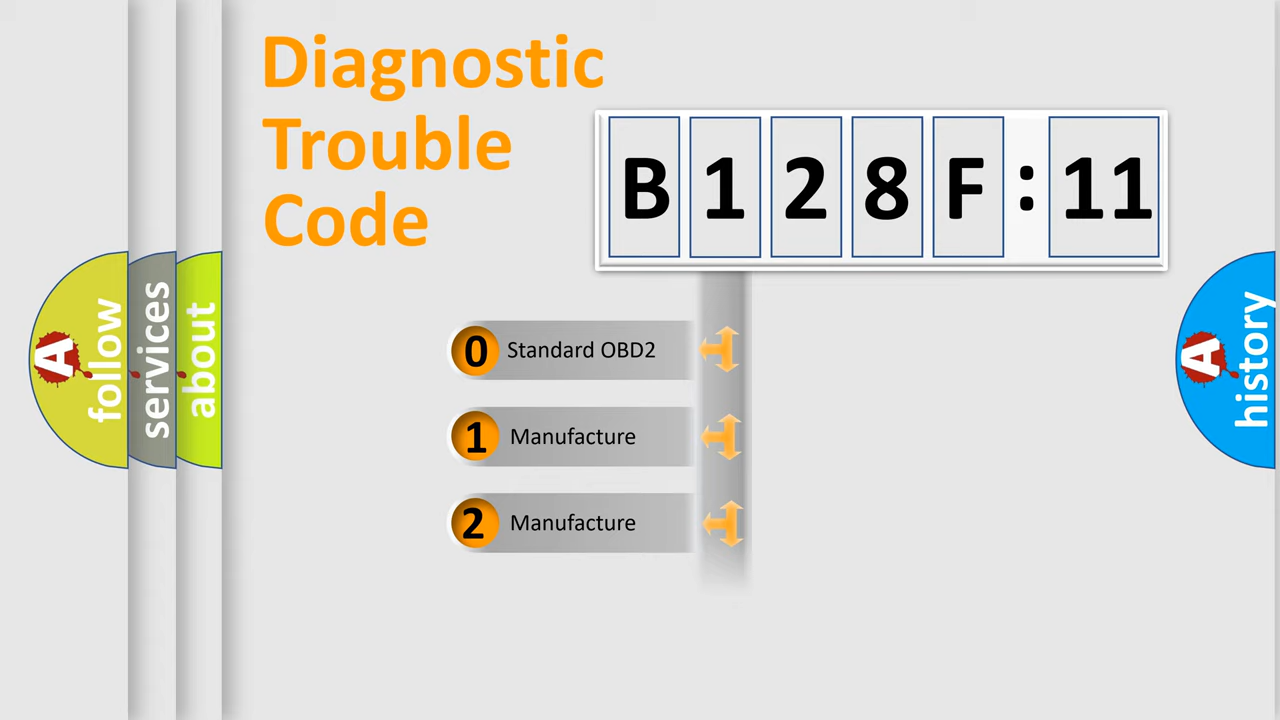 Diagnostic
Trouble
Code
B 1 2 8 F : 11
0 Standard OBD2
1 Manufacture
2 Manufacture
A follow
services
about
A history